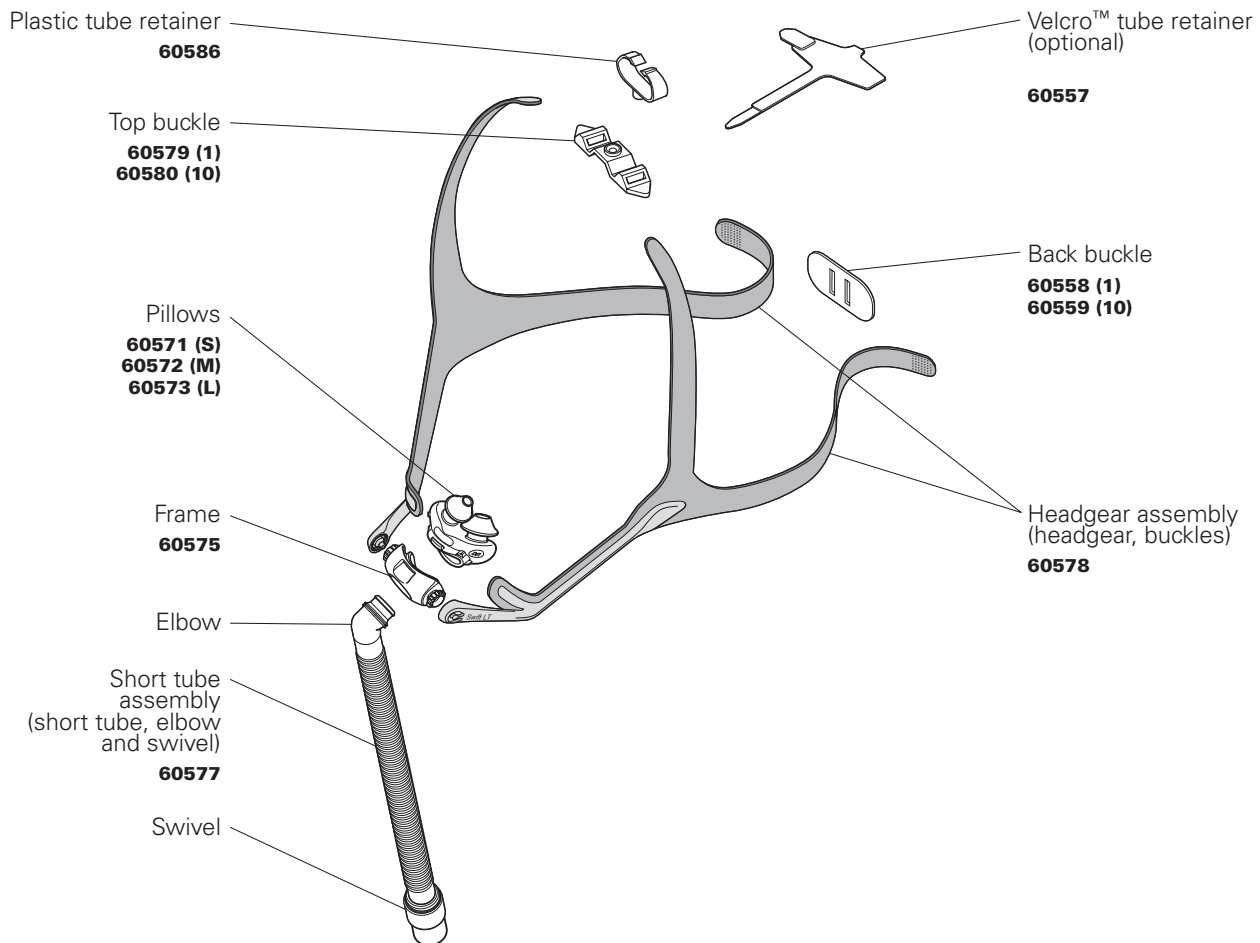 Plastic tube retainer
60586
Top buckle
60579 (1)
60580 (10)
Pillows
60571 (S)
60572 (M)
60573 (L)
Frame
60575
Elbow
Short tube
assembly
(short tube, elbow
and swivel)
60577
Swivel
Velcro™ tube retainer
(optional)
60557
Back buckle
60558 (1)
60559 (10)
Headgear assembly
(headgear, buckles)
60578
Swift LT